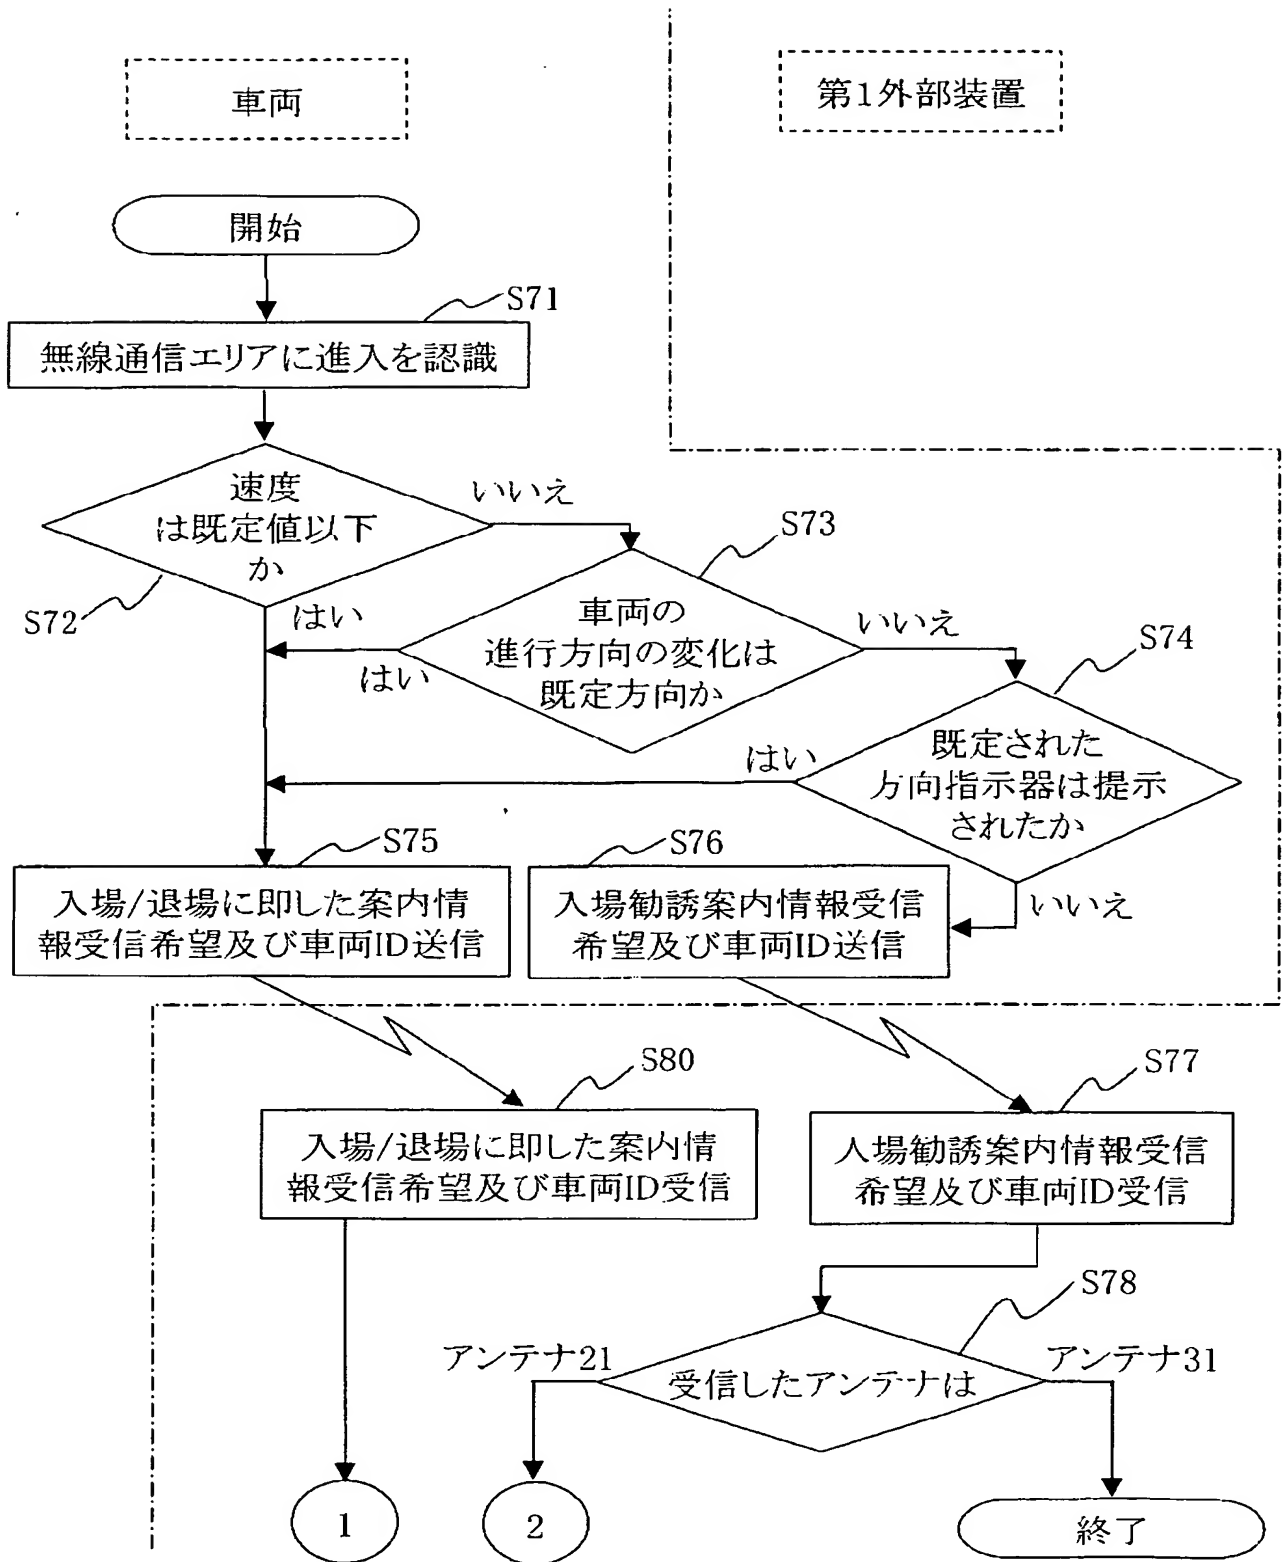 車両
第1外部装置
開始
S71
無線通信エリアに進入を認識
速度
は既定値以下
か
いいえ
S72
はい
S73
車両の
進行方向の変化は
既定方向か
はい
いいえ
S74
既定された
方向指示器は提示
されたか
はい
いいえ
S75
入場/退場に即した案内情
報受信希望及び車両ID送信
S76
入場勧誘案内情報受信
希望及び車両ID送信
S80
入場/退場に即した案内情
報受信希望及び車両ID受信
S77
入場勧誘案内情報受信
希望及び車両ID受信
S78
アンテナ21
受信したアンテナは
アンテナ31
1
2
終了